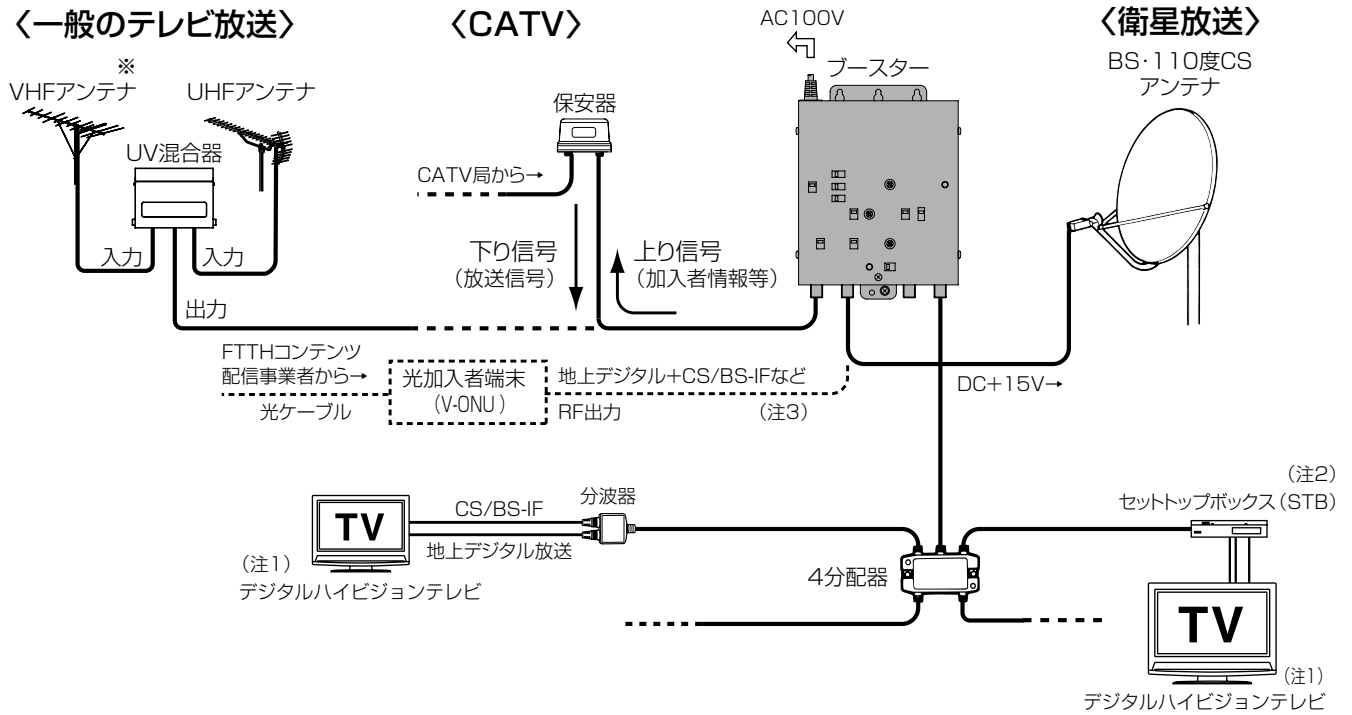 〈一般のテレビ放送〉
〈CATV〉
〈衛星放送〉
※
VHFアンテナ
UHFアンテナ
UV混合器
入力
入力
出力
保安器
CATV局から→
下り信号
(放送信号)
上り信号
(加入者情報等)
AC100V
ブースター
BS・110度CS
アンテナ
DC+15V→
FTTHコンテンツ
配信事業者から→
光ケーブル
光加入者端末
(V-ONU)
地上デジタル+CS/BS-IFなど
RF出力
(注3)
TV
CS/BS-IF
地上デジタル放送
分波器
(注1)
デジタルハイビジョンテレビ
4分配器
(注2)
セットトップボックス(STB)
TV
(注1)
デジタルハイビジョンテレビ